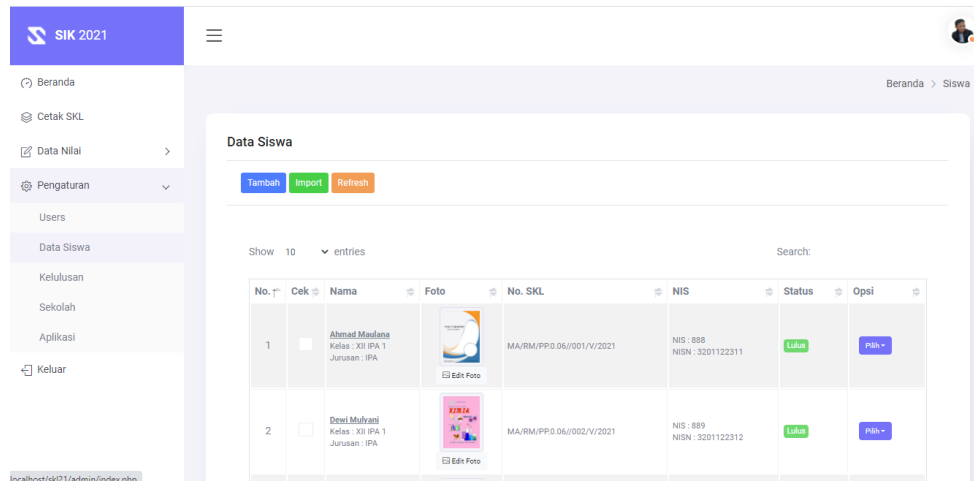 SIK 2021
Beranda
Cetak SKL
Data Nilai
Pengaturan
Users
Data Siswa
Kelulusan
Sekolah
Aplikasi
Keluar
Beranda > Siswa
Data Siswa
Tambah Import Refresh
Show 10 entries Search:
No. Cek Nama Foto No. SKL NIS Status Opsi
1 Ahmad Maulana
Kelas : XII IPA 1
Jurusan : IPA
Edit Foto
MA/RM/PP.0.06//001/V/2021
NIS : 888
NISN : 3201122311
Lulus
Pilih
2 Dewi Mulyani
Kelas : XII IPA 1
Jurusan : IPA
KIMIA
Edit Foto
MA/RM/PP.0.06//002/V/2021
NIS : 889
NISN : 3201122312
Lulus
Pilih
localhost/skl21/admin/index.php